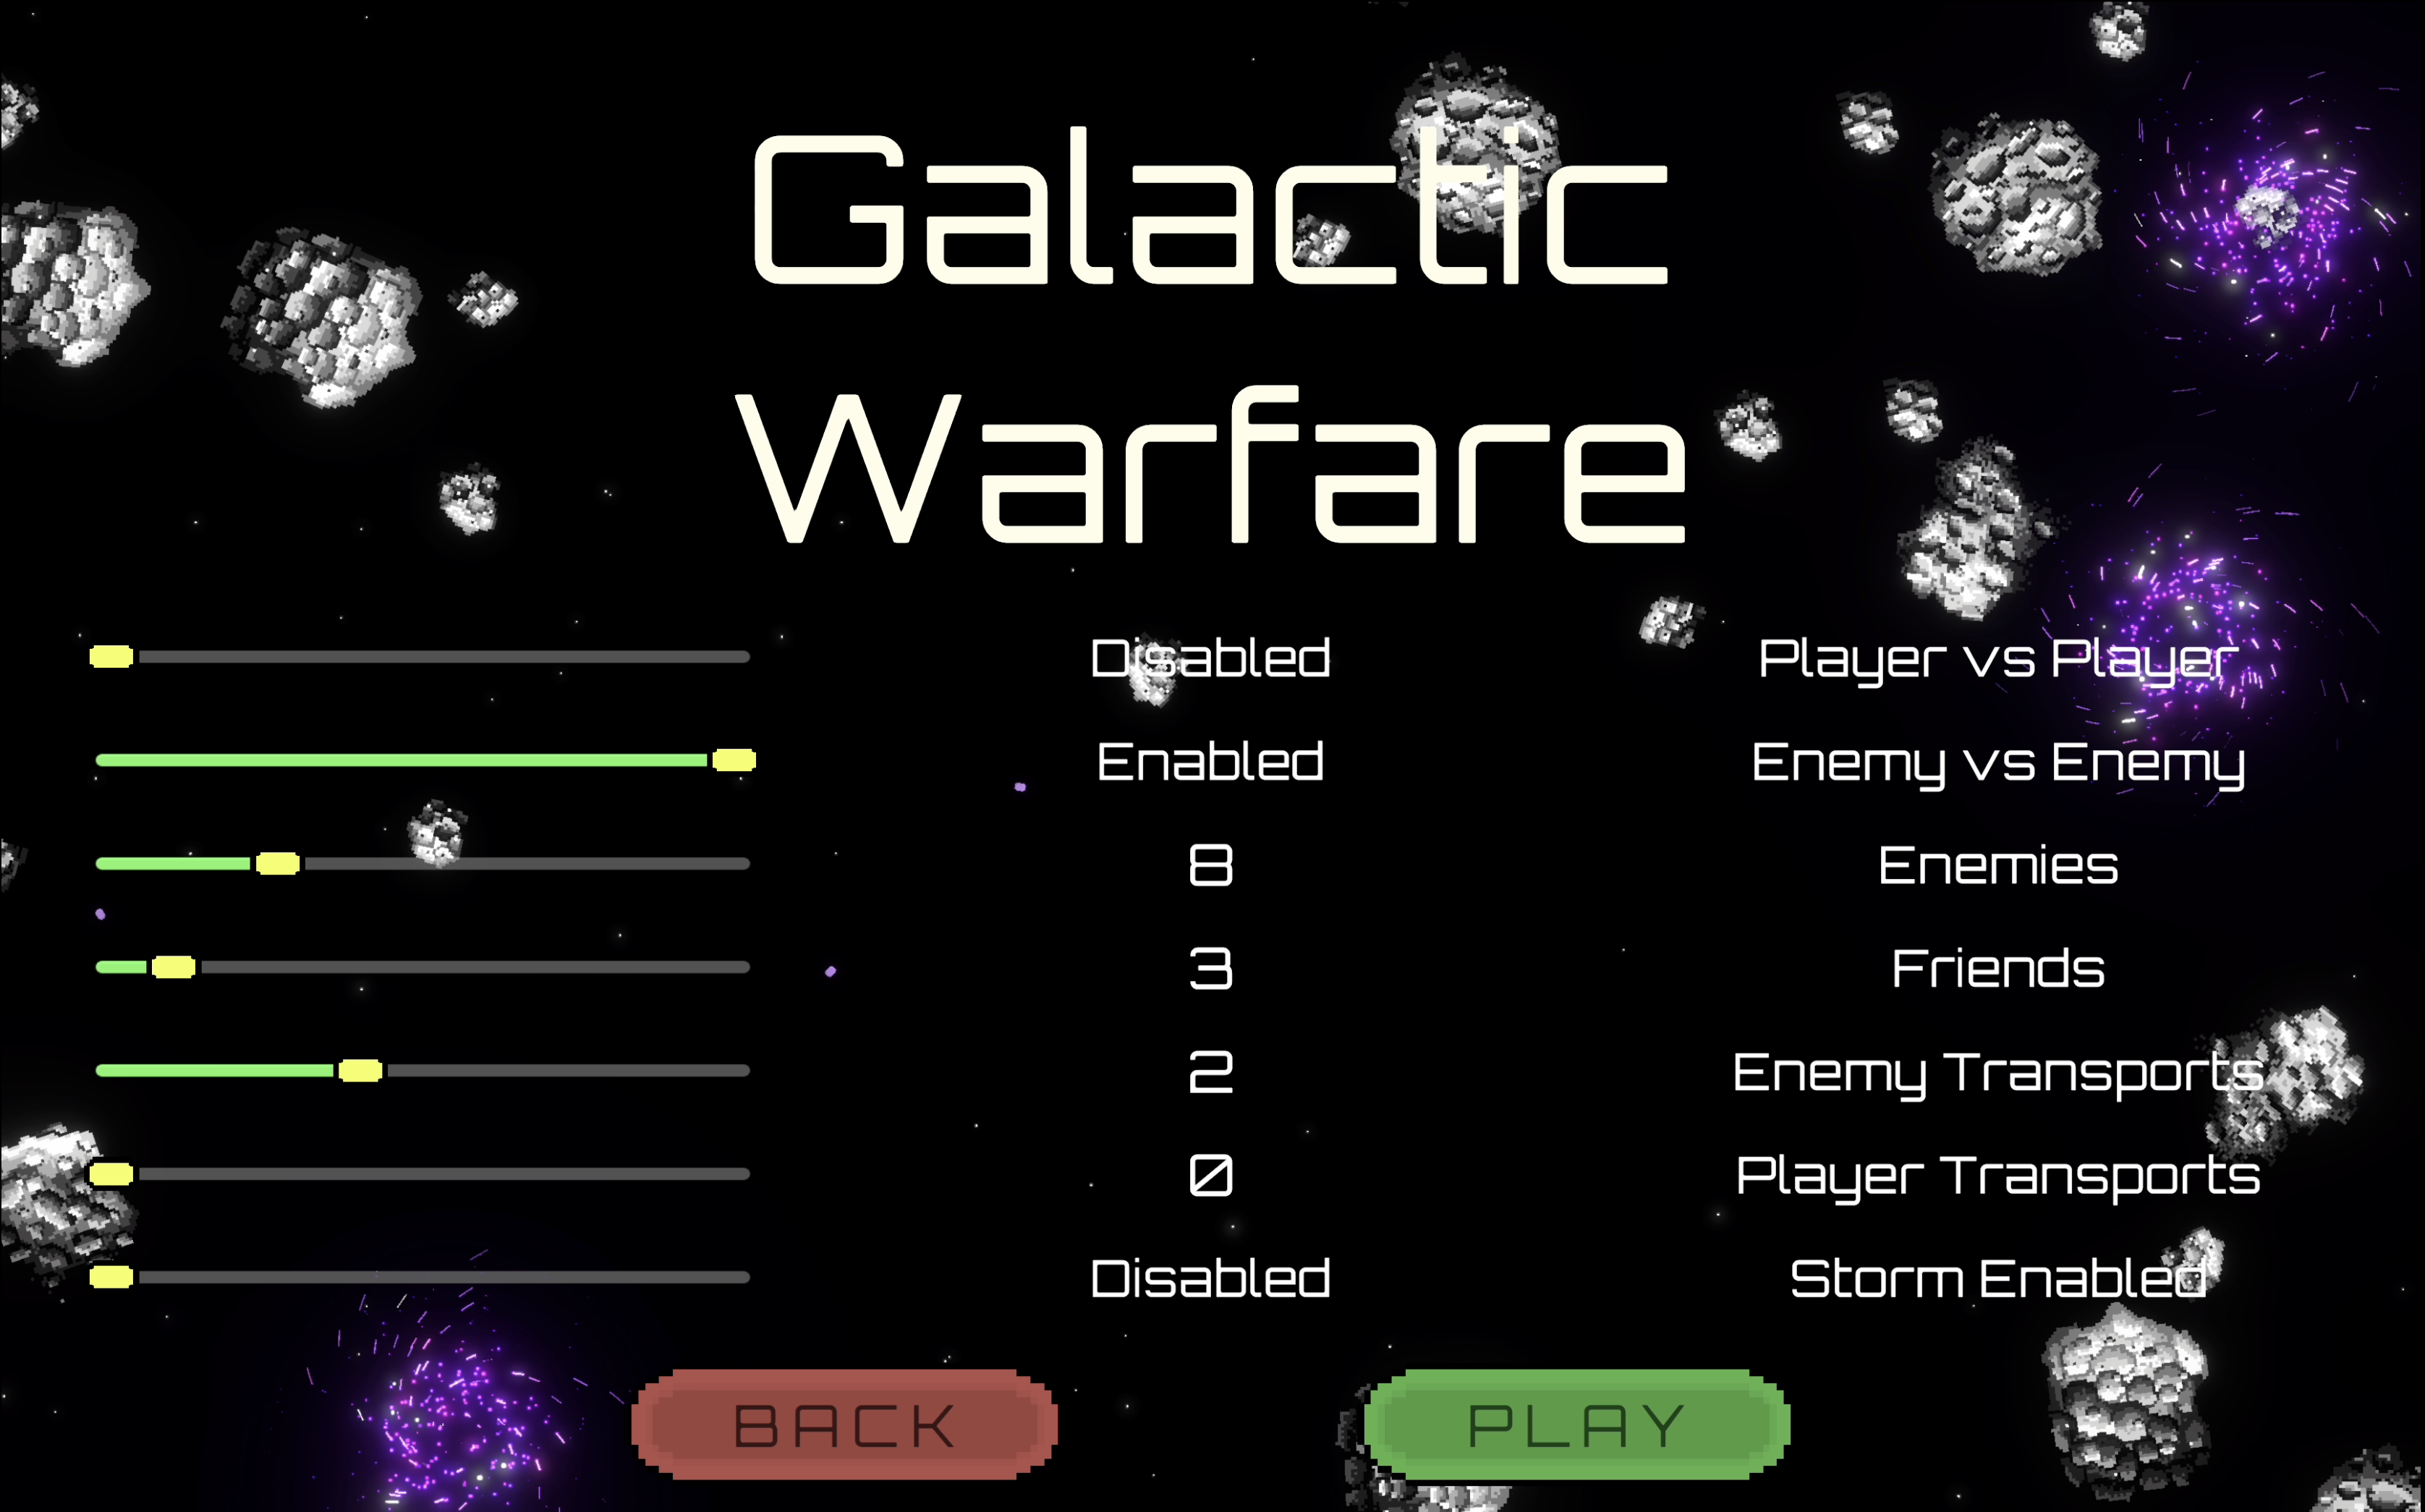 Galactic
Warfare
Disabled Player vs Player
Enabled Enemy vs Enemy
8 Enemies
3 Friends
2 Enemy Transports
0 Player Transports
Disabled Storm Enabled
BACK PLAY